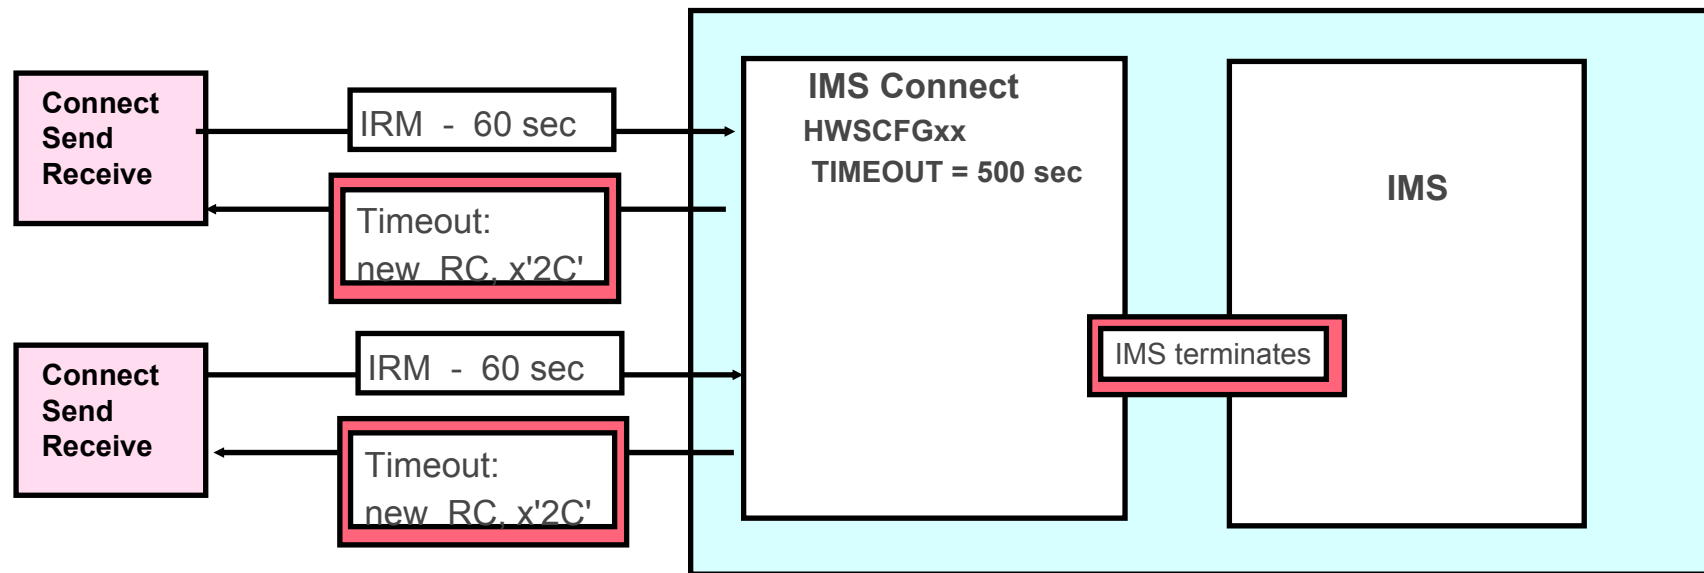 Connect
Send
Receive
IRM - 60 sec
Timeout:
new RC, x'2C'
Connect
Send
Receive
IRM - 60 sec
Timeout:
new RC, x'2C'
IMS Connect
HWSCFGxx
TIMEOUT = 500 sec
IMS terminates
IMS